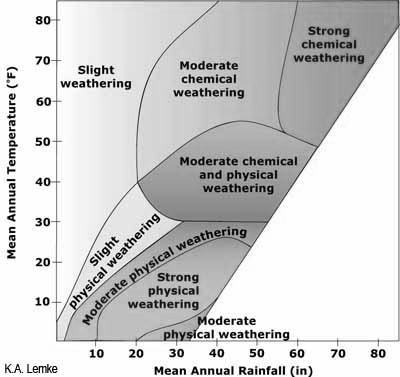 Strong
chemical
weathering
Moderate
chemical
weathering
Slight
weathering
Moderate chemical
and physical
weathering
Slight
physical weathering
Moderate physical weathering
Strong
physical
weathering
Moderate
physical weathering
Mean Annual Temperature (°F)
80
70
60
50
40
30
20
10
10
20
30
40
50
60
70
80
Mean Annual Rainfall (in)
K.A. Lemke